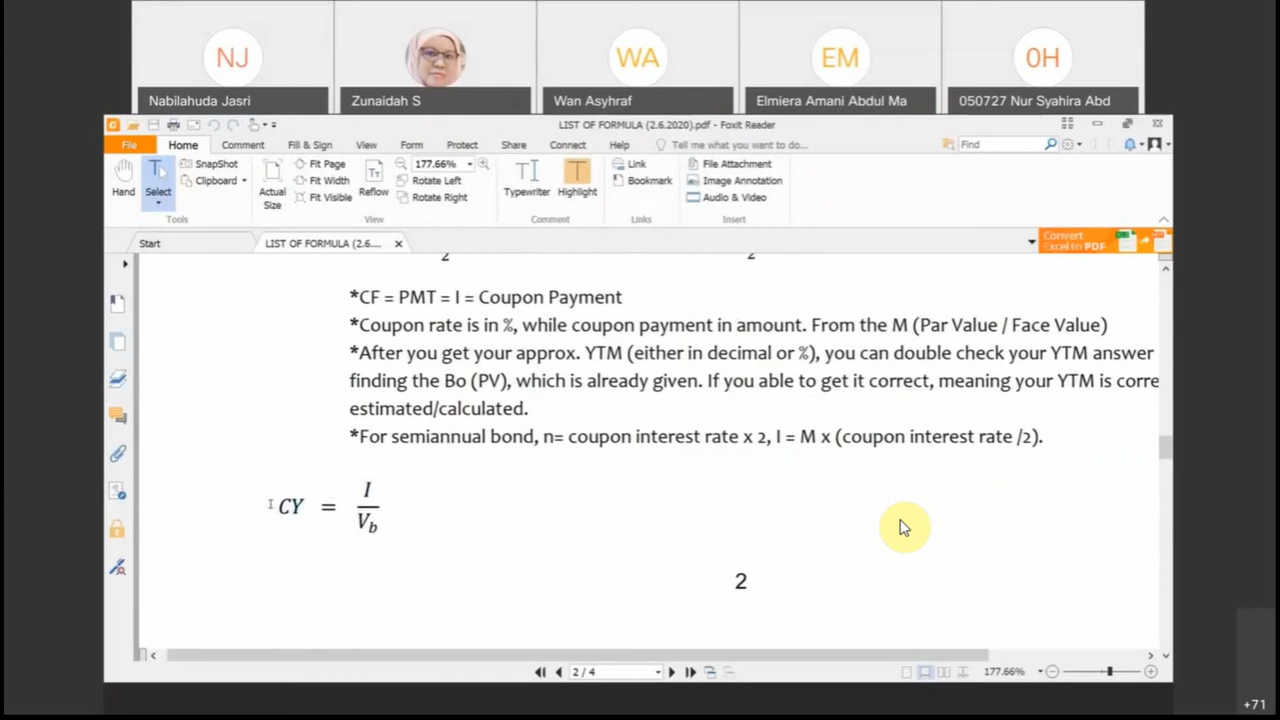 NJ
WA
EM
0H
Nabilahuda Jasri
Zunaidah S
Wan Asyhraf
Elmiera Amani Abdul Ma
050727 Nur Syahira Abd
LIST OF FORMULA (2.6.2020).pdf - Foxit Reader
File Home Comment Fill & Sign View Form Protect Share Connect Help Tell me what you want to do... Find
Hand
Select
SnapShot
Clipboard
Tools
Actual Size
Fit Page
Fit Width
Fit Visible
Reflow
177.66%
Rotate Left
Rotate Right
View
Typewriter
Highlight
Comment
Link
Bookmark
Links
File Attachment
Image Annotation
Audio & Video
Insert
Start
LIST OF FORMULA (2.6....
Convert
Excel to PDF
2 2
*CF = PMT = I = Coupon Payment
*Coupon rate is in %, while coupon payment in amount. From the M (Par Value / Face Value)
*After you get your approx. YTM (either in decimal or %), you can double check your YTM answer
finding the Bo (PV), which is already given. If you able to get it correct, meaning your YTM is corre
estimated/calculated.
*For semiannual bond, n= coupon interest rate x 2, I = M x (coupon interest rate /2).
CY = I / V_b
2
2 / 4
177.66%
+71